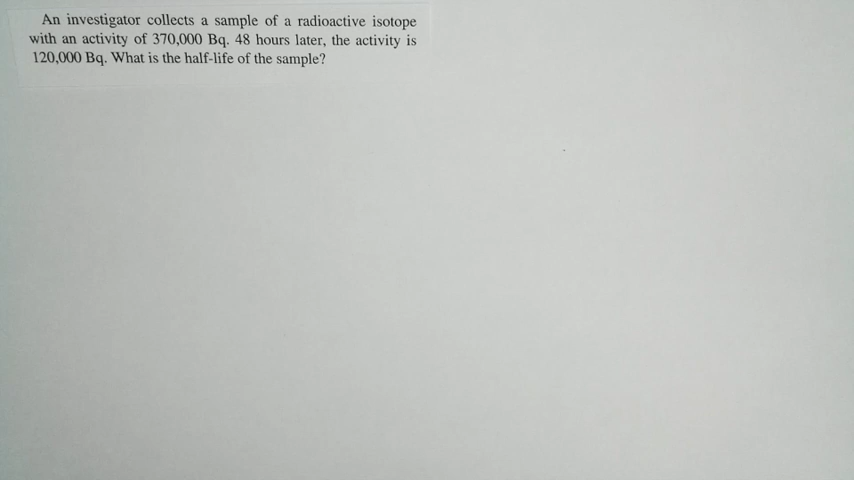 An investigator collects a sample of a radioactive isotope
with an activity of 370,000 Bq. 48 hours later, the activity is
120,000 Bq. What is the half-life of the sample?